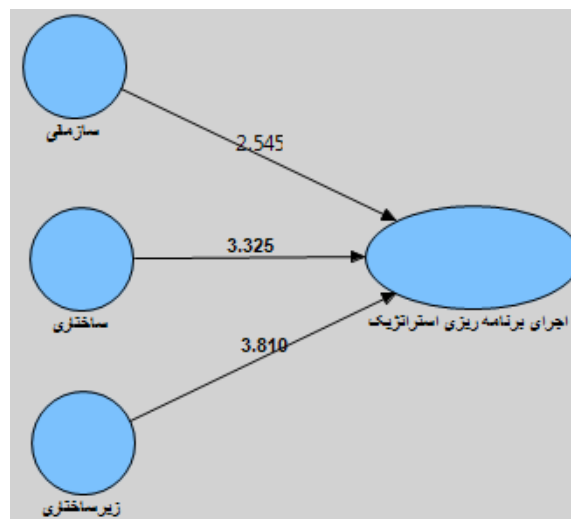 سازمانی
2.545
ساختاری
3.325
اجرای برنامه ریزی استراتژیک
3.810
زیرساختاری